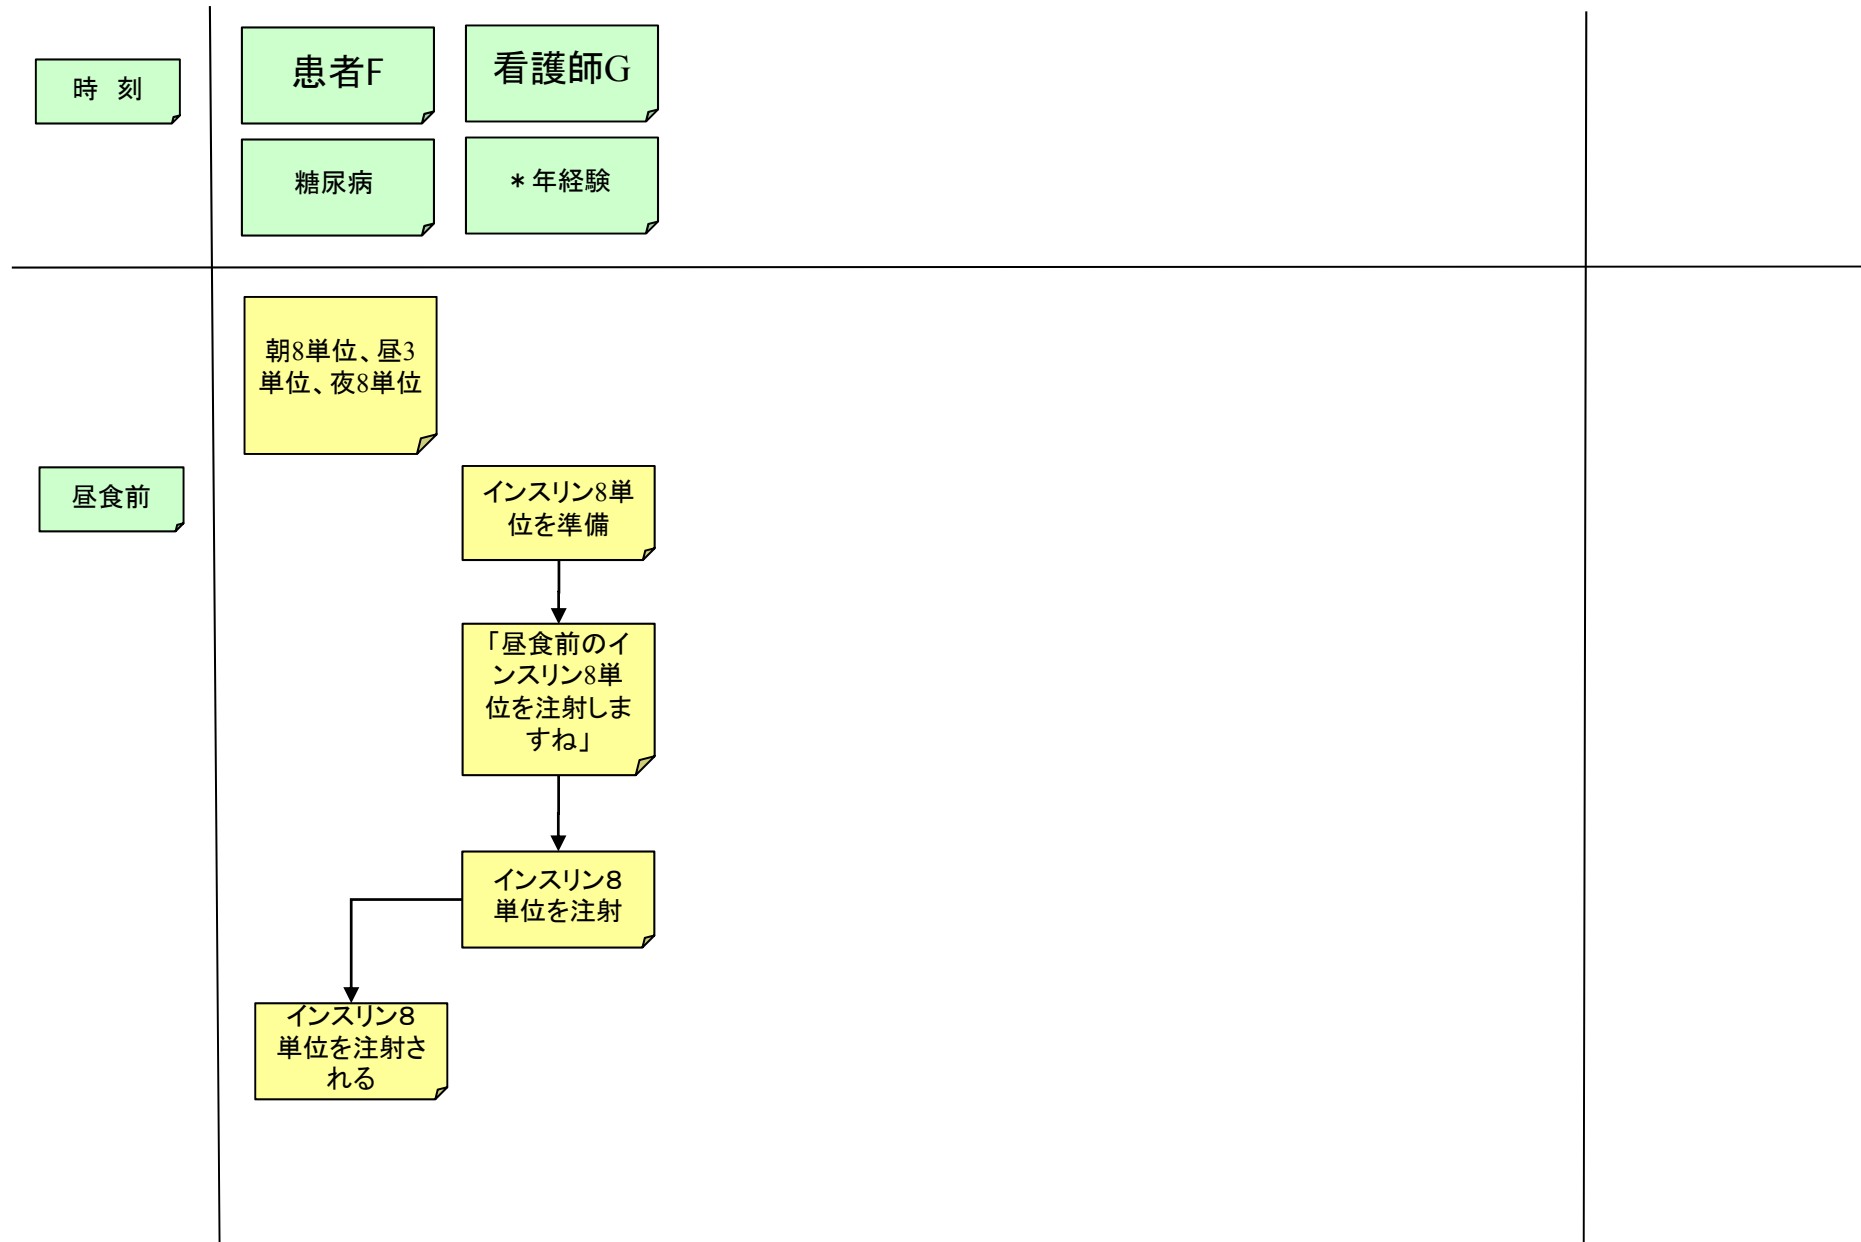 時　刻
患者F
看護師G
糖尿病
＊年経験
朝8単位、昼3
単位、夜8単位
昼食前
インスリン8単
位を準備
「昼食前のイ
ンスリン8単
位を注射しま
すね」
インスリン８
単位を注射
インスリン８
単位を注射さ
れる